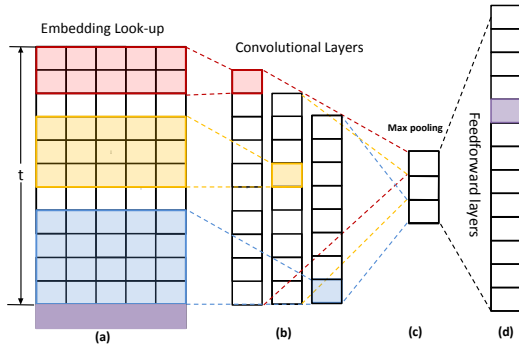 Embedding Look-up
Convolutional Layers
t
Max pooling
Feedforward layers
(a)
(b)
(c)
(d)